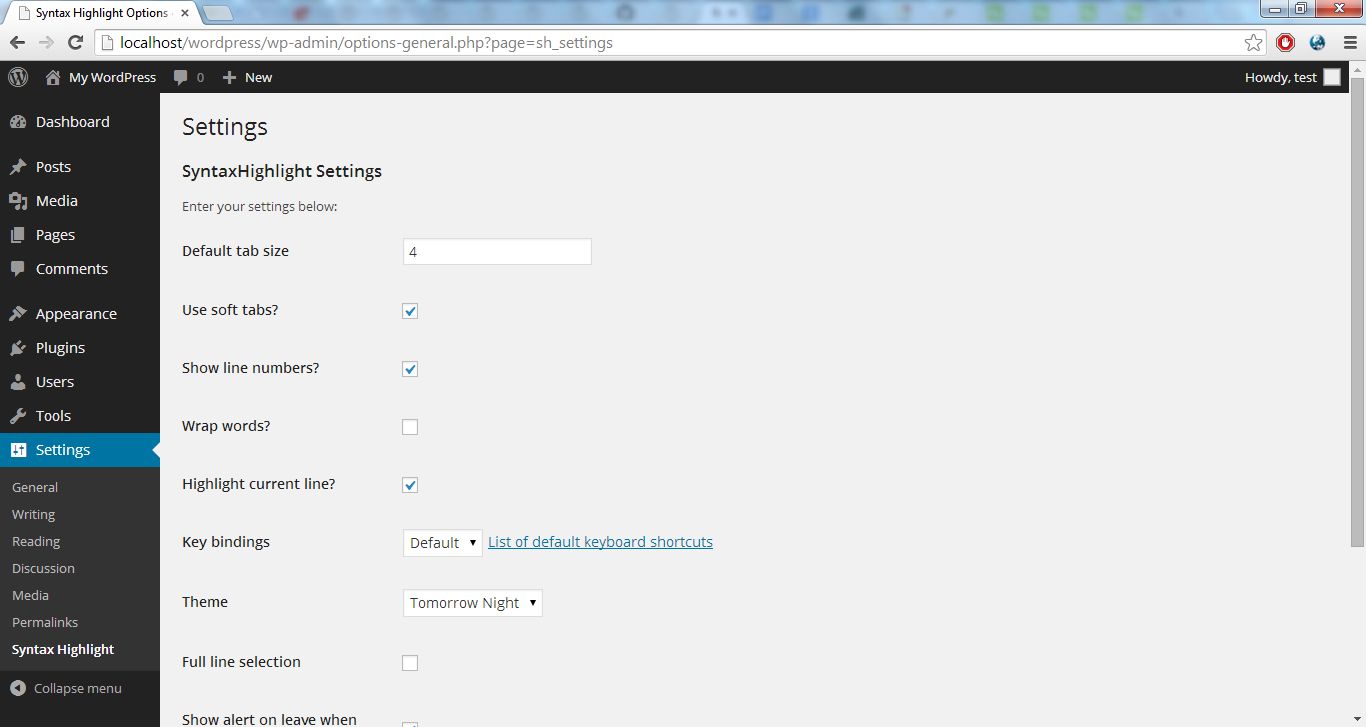 Syntax Highlight Options
localhost/wordpress/wp-admin/options-general.php?page=sh_settings
My WordPress 0 New Howdy, test
Dashboard
Posts
Media
Pages
Comments
Appearance
Plugins
Users
Tools
Settings
General
Writing
Reading
Discussion
Media
Permalinks
Syntax Highlight
Collapse menu
Settings
SyntaxHighlight Settings
Enter your settings below:
Default tab size 4
Use soft tabs?
Show line numbers?
Wrap words?
Highlight current line?
Key bindings Default List of default keyboard shortcuts
Theme Tomorrow Night
Full line selection
Show alert on leave when